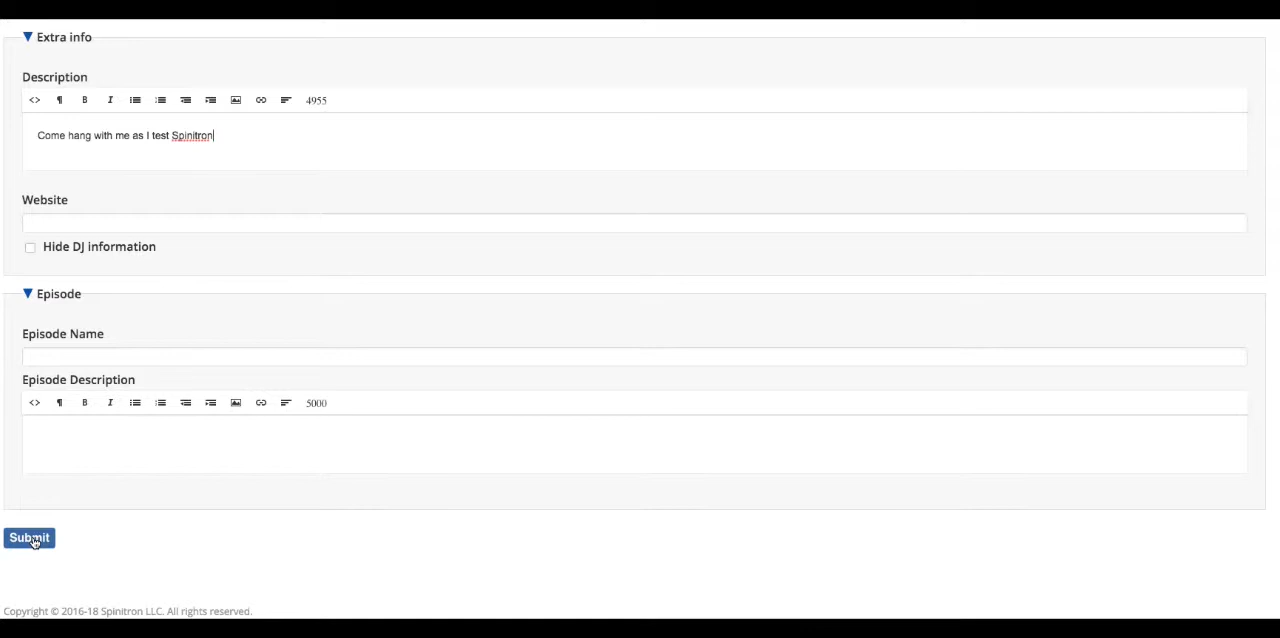 ▼ Extra info
Description
<> ¶ B I 4955
Come hang with me as I test Spinitron
Website
Hide DJ information
▼ Episode
Episode Name
Episode Description
<> ¶ B I 5000
Submit
Copyright © 2016-18 Spinitron LLC. All rights reserved.